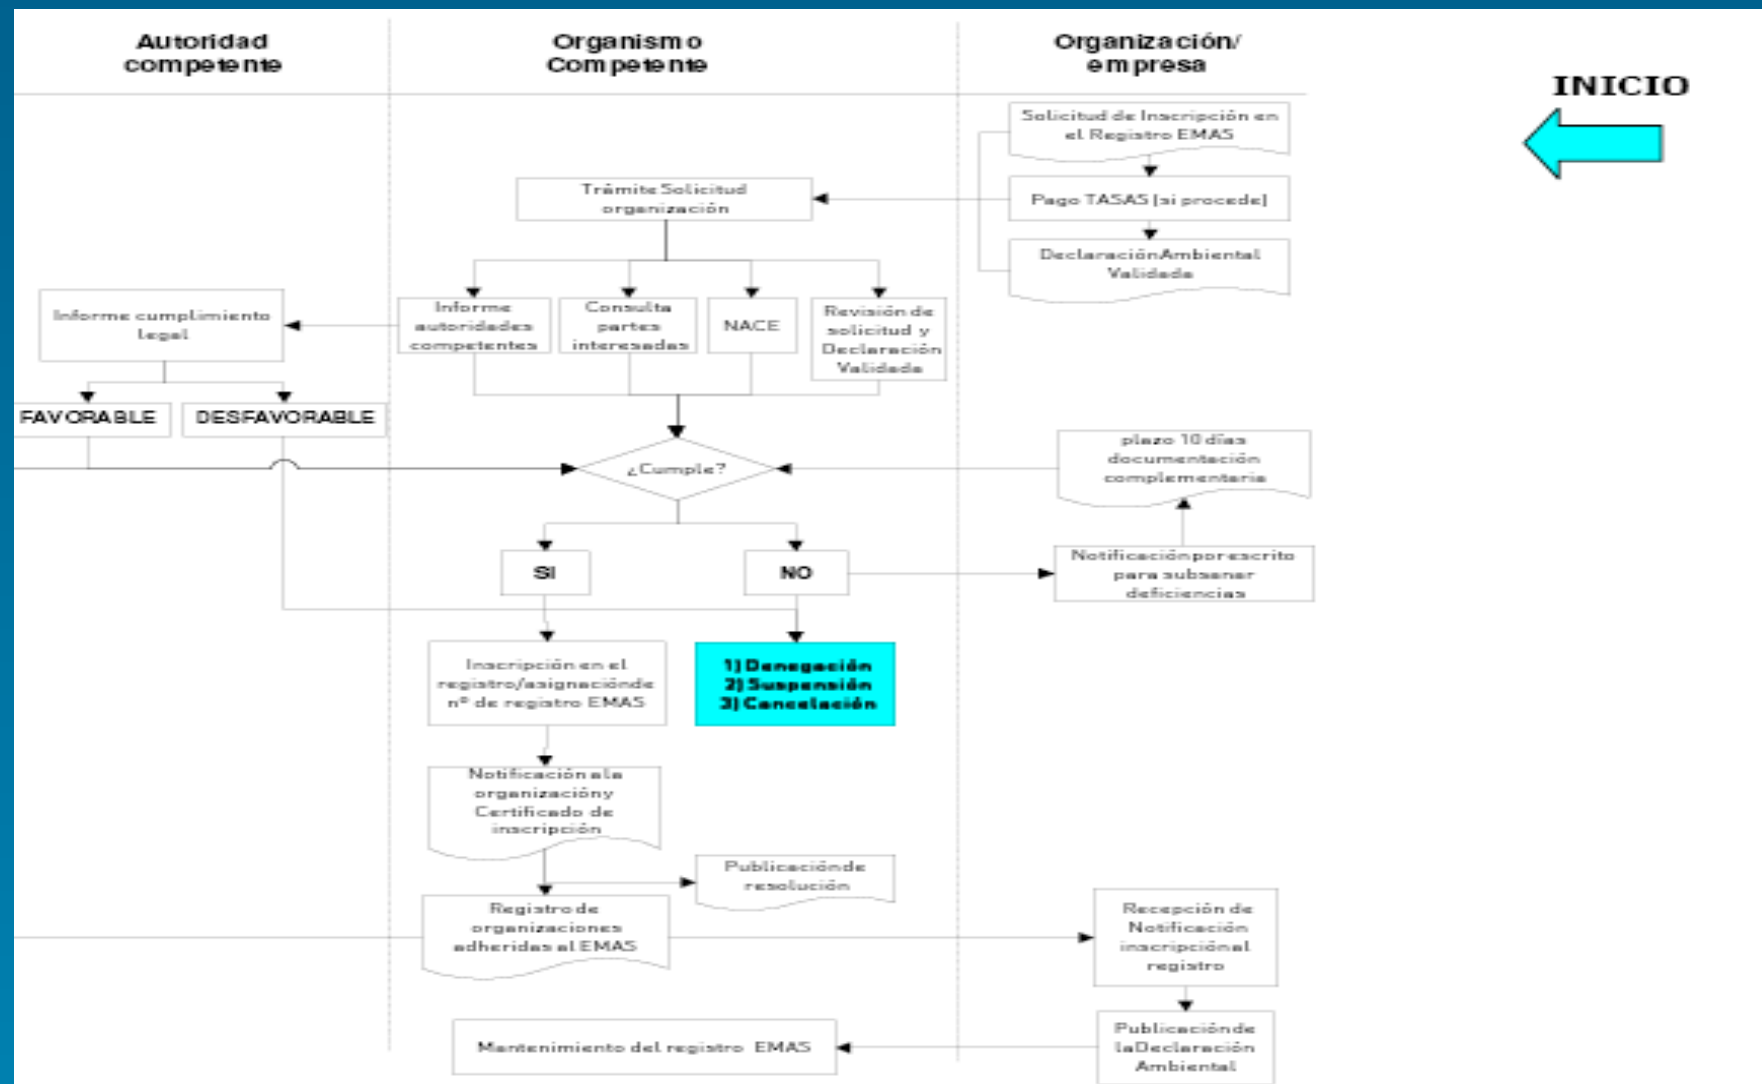 Autoridad
competente
Organismo
Competente
Organización/
empresa
INICIO
Solicitud de Inscripción en
el Registro EMAS
Trámite Solicitud
organización
Pago TASAS (si procede)
Declaración Ambiental
Validada
Informe cumplimiento
legal
Informe
autoridades
competentes
Consulta
partes
interesadas
NACE
Revisión de
solicitud y
Declaración
Validada
FAVORABLE
DESFAVORABLE
¿Cumple?
plazo 10 días
documentación
complementaria
SI
NO
Notificación por escrito
para subsanar
deficiencias
Inscripción en el
registro/asignación de
nº de registro EMAS
1) Denegación
2) Suspensión
3) Cancelación
Notificación a la
organización y
Certificado de
inscripción
Publicación de
resolución
Registro de
organizaciones
adheridas al EMAS
Recepción de
Notificación
inscripción al
registro
Mantenimiento del registro EMAS
Publicación de
la Declaración
Ambiental